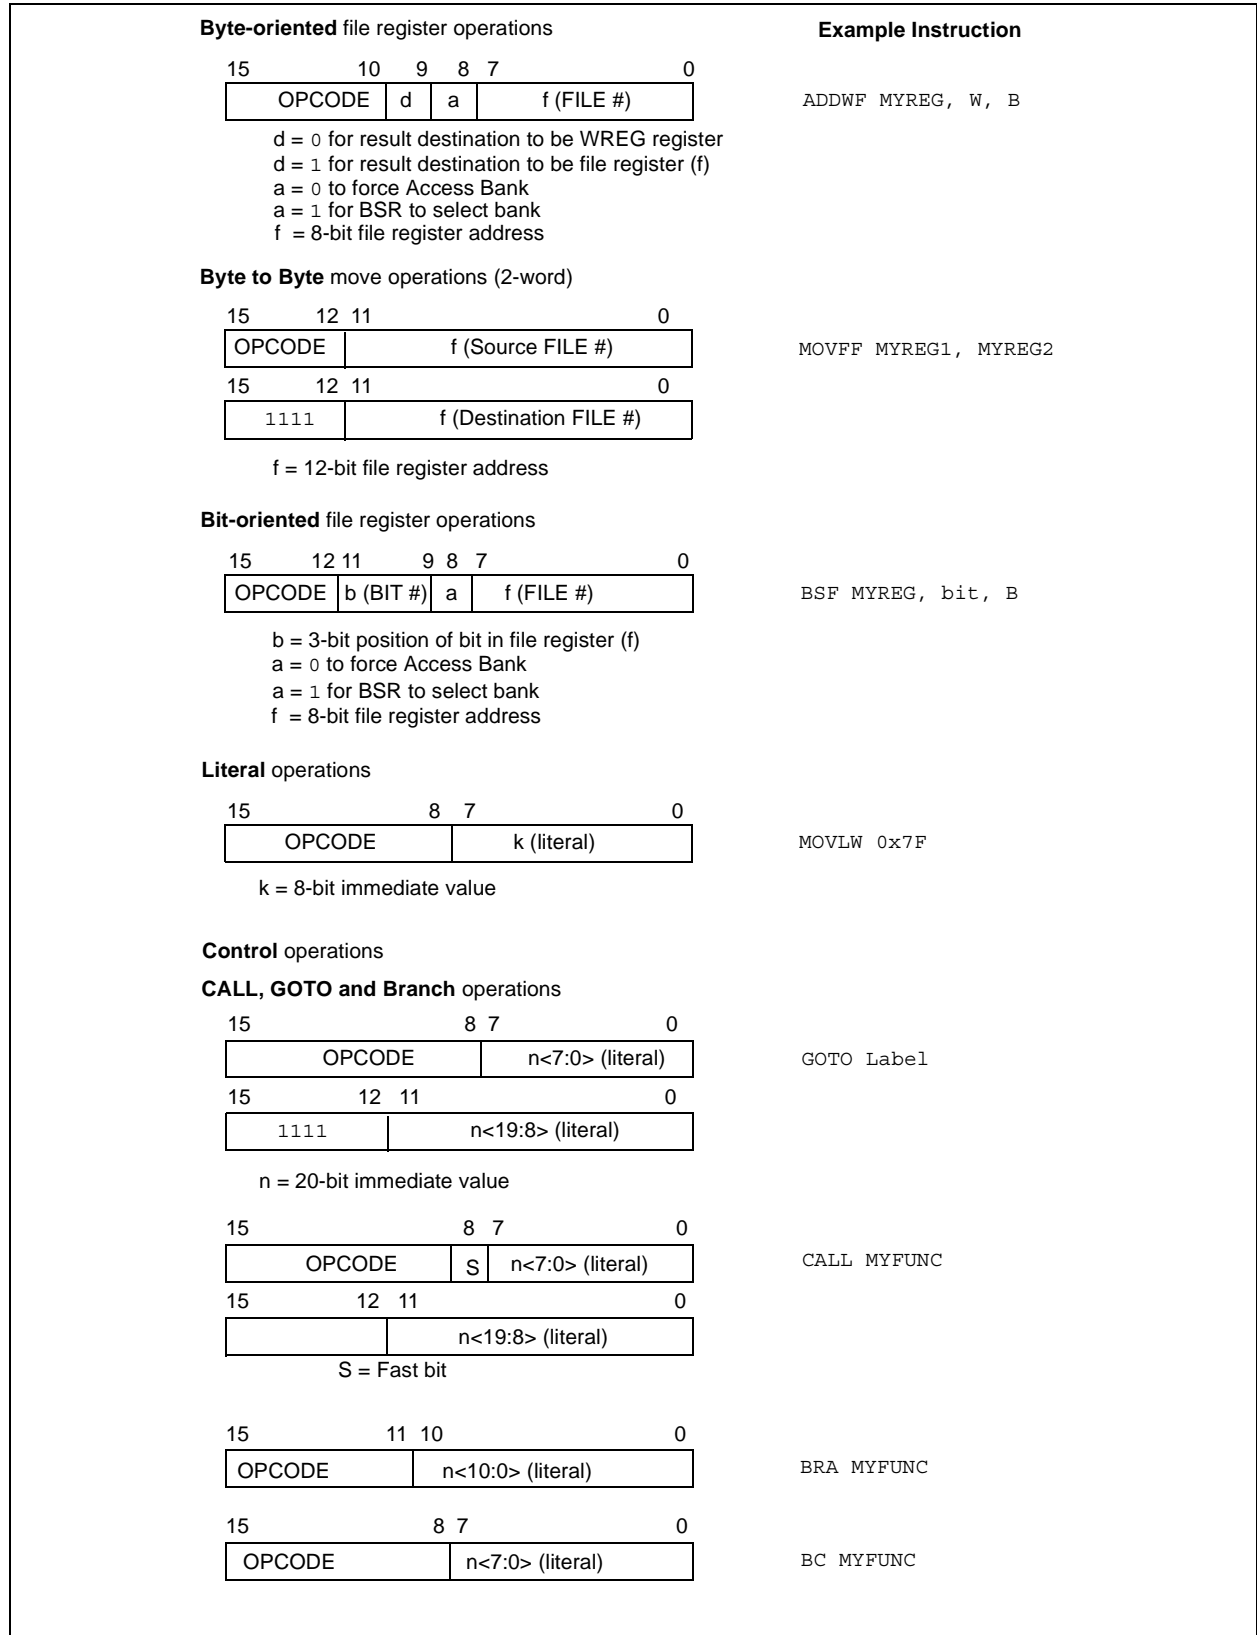 Byte-oriented file register operations Example Instruction
15 10 9 8 7 0
OPCODE d a f (FILE #) ADDWF MYREG, W, B
d = 0 for result destination to be WREG register
d = 1 for result destination to be file register (f)
a = 0 to force Access Bank
a = 1 for BSR to select bank
f = 8-bit file register address
Byte to Byte move operations (2-word)
15 12 11 0
OPCODE f (Source FILE #) MOVFF MYREG1, MYREG2
15 12 11 0
1111 f (Destination FILE #)
f = 12-bit file register address
Bit-oriented file register operations
15 12 11 9 8 7 0
OPCODE b (BIT #) a f (FILE #) BSF MYREG, bit, B
b = 3-bit position of bit in file register (f)
a = 0 to force Access Bank
a = 1 for BSR to select bank
f = 8-bit file register address
Literal operations
15 8 7 0
OPCODE k (literal) MOVLW 0x7F
k = 8-bit immediate value
Control operations
CALL, GOTO and Branch operations
15 8 7 0
OPCODE n<7:0> (literal) GOTO Label
15 12 11 0
1111 n<19:8> (literal)
n = 20-bit immediate value
15 8 7 0
OPCODE S n<7:0> (literal) CALL MYFUNC
15 12 11 0
n<19:8> (literal)
S = Fast bit
15 11 10 0
OPCODE n<10:0> (literal) BRA MYFUNC
15 8 7 0
OPCODE n<7:0> (literal) BC MYFUNC